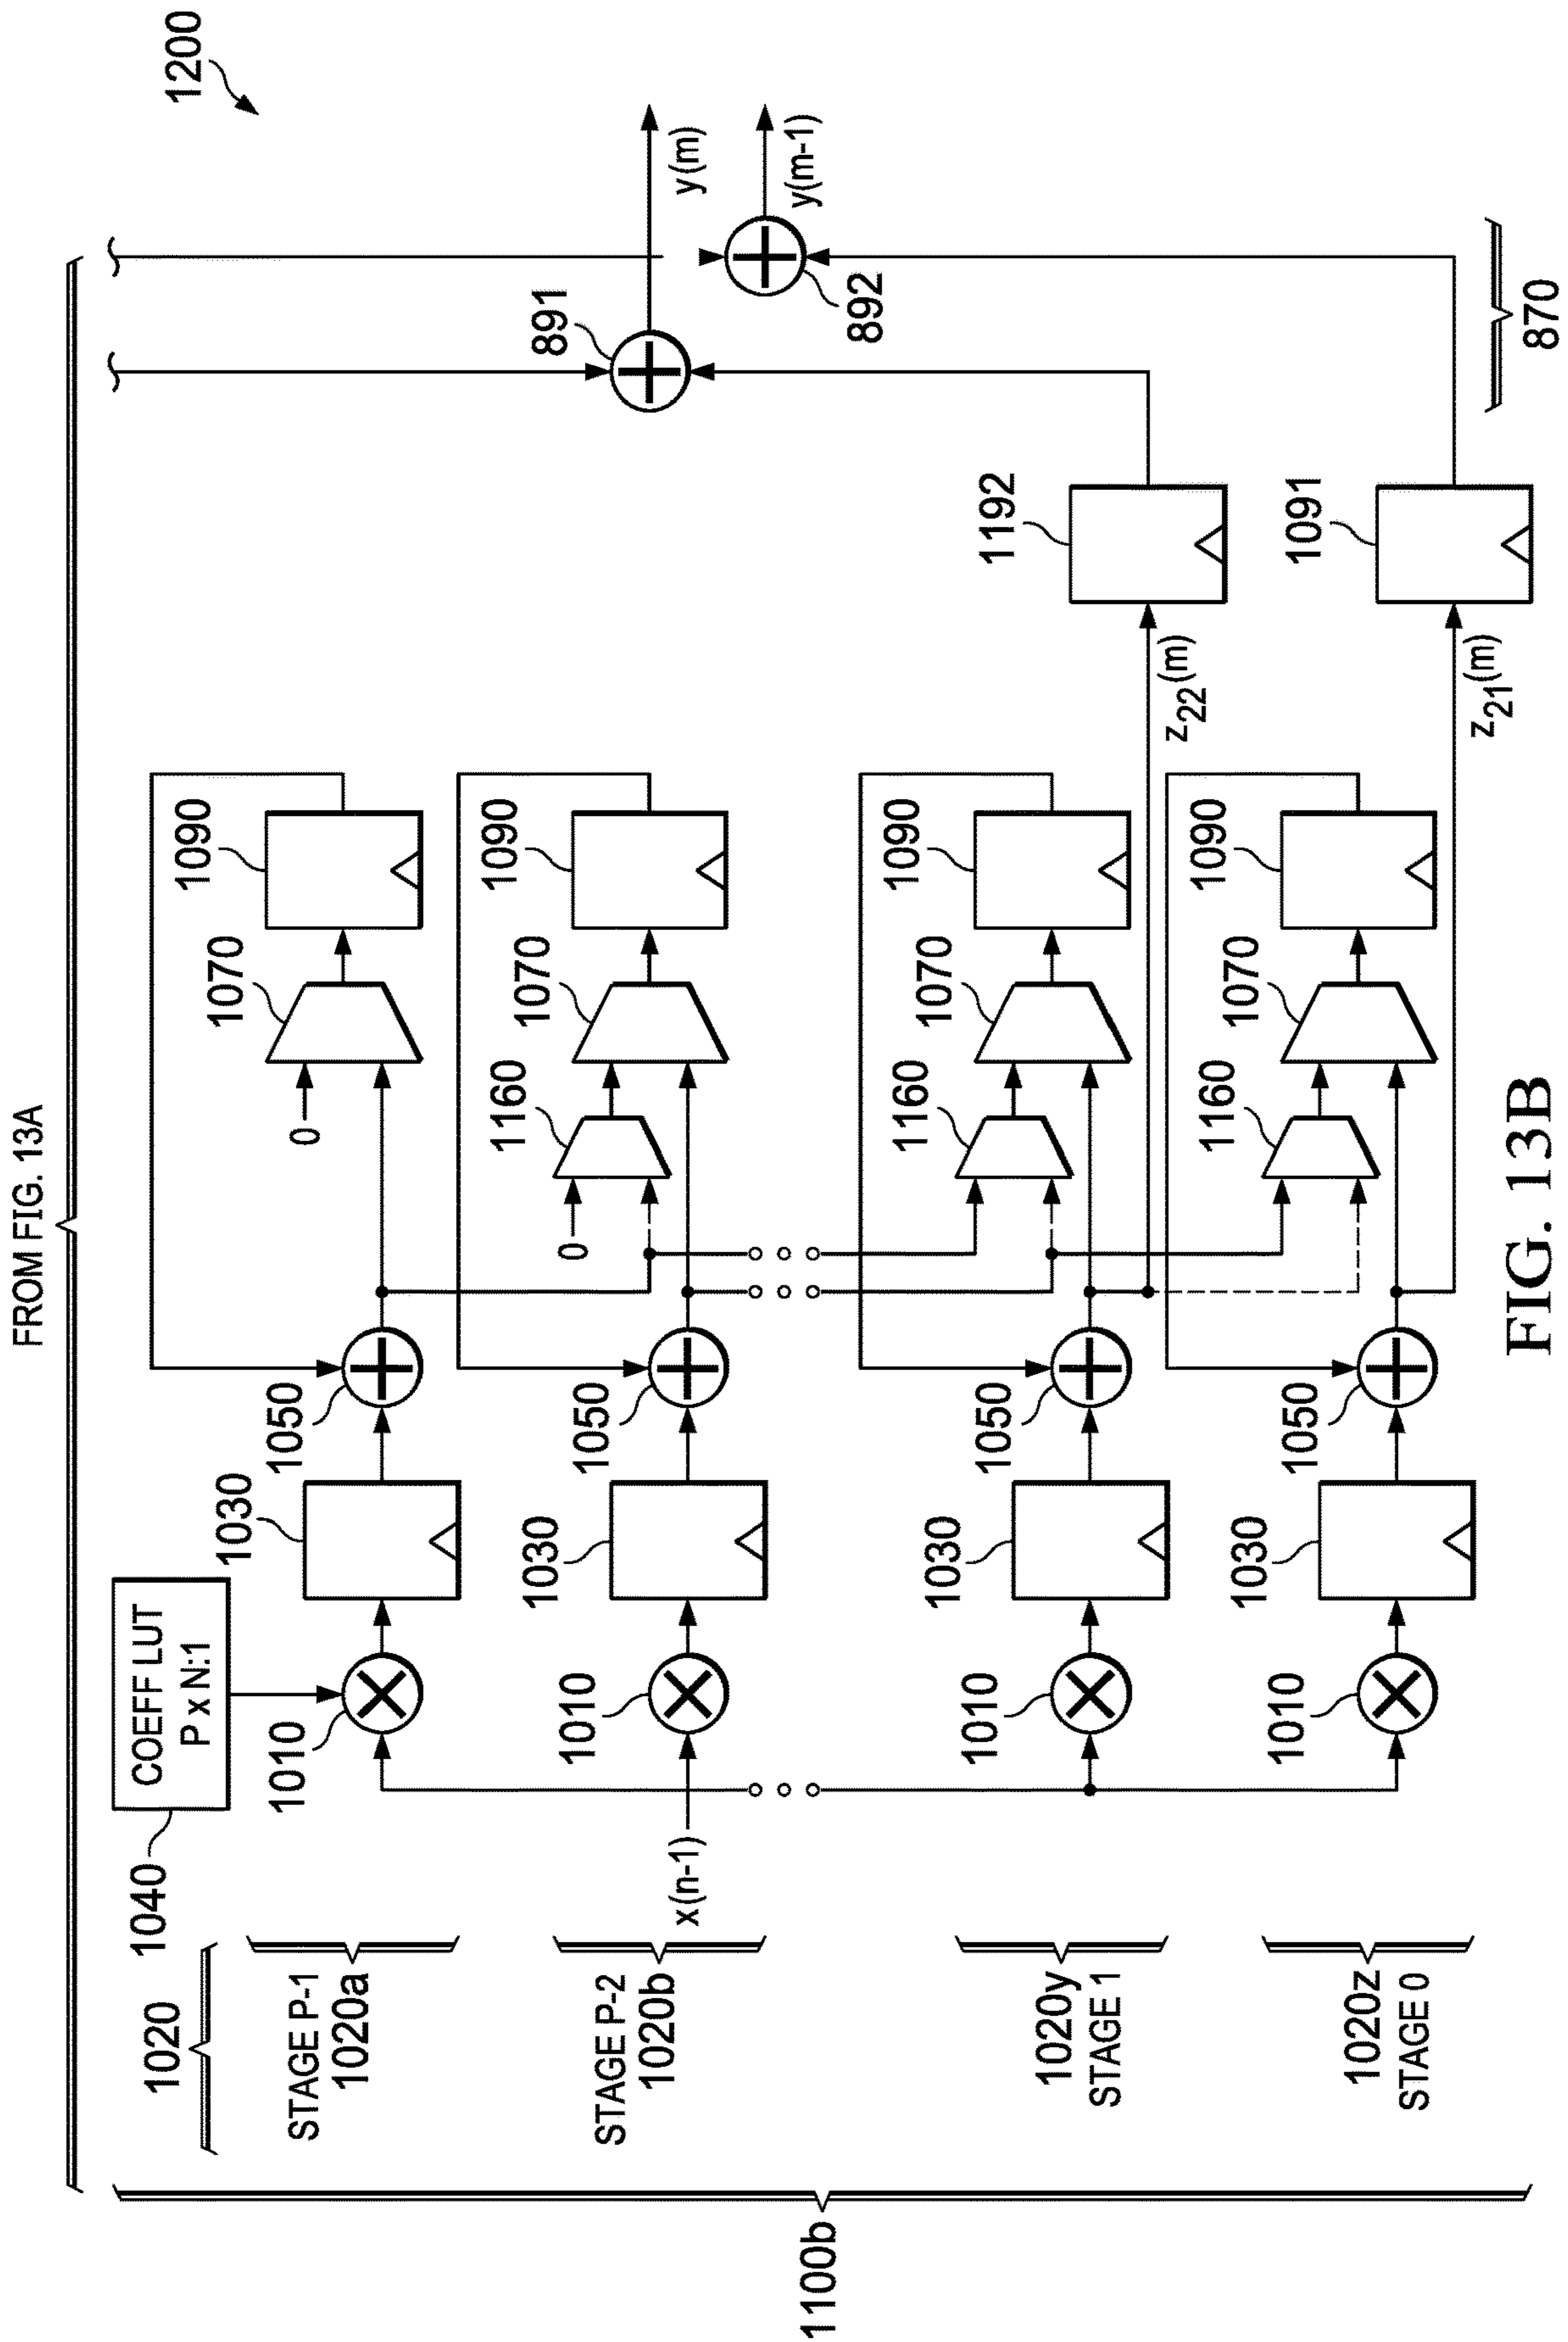 FROM FIG. 13A
1200
1020
1040
COEFF LUT
P x N:1
STAGE P-1
1020a
1010
1030
1050
0
1070
1090
891
y(m)
y(m-1)
892
STAGE P-2
1020b
x(n-1)
1010
1030
1050
0
1160
1070
1090
1020y
STAGE 1
1010
1030
1050
1160
1070
1090
z22(m)
1192
1020z
STAGE 0
1010
1030
1050
1160
1070
1090
z21(m)
1091
870
1100b
FIG. 13B